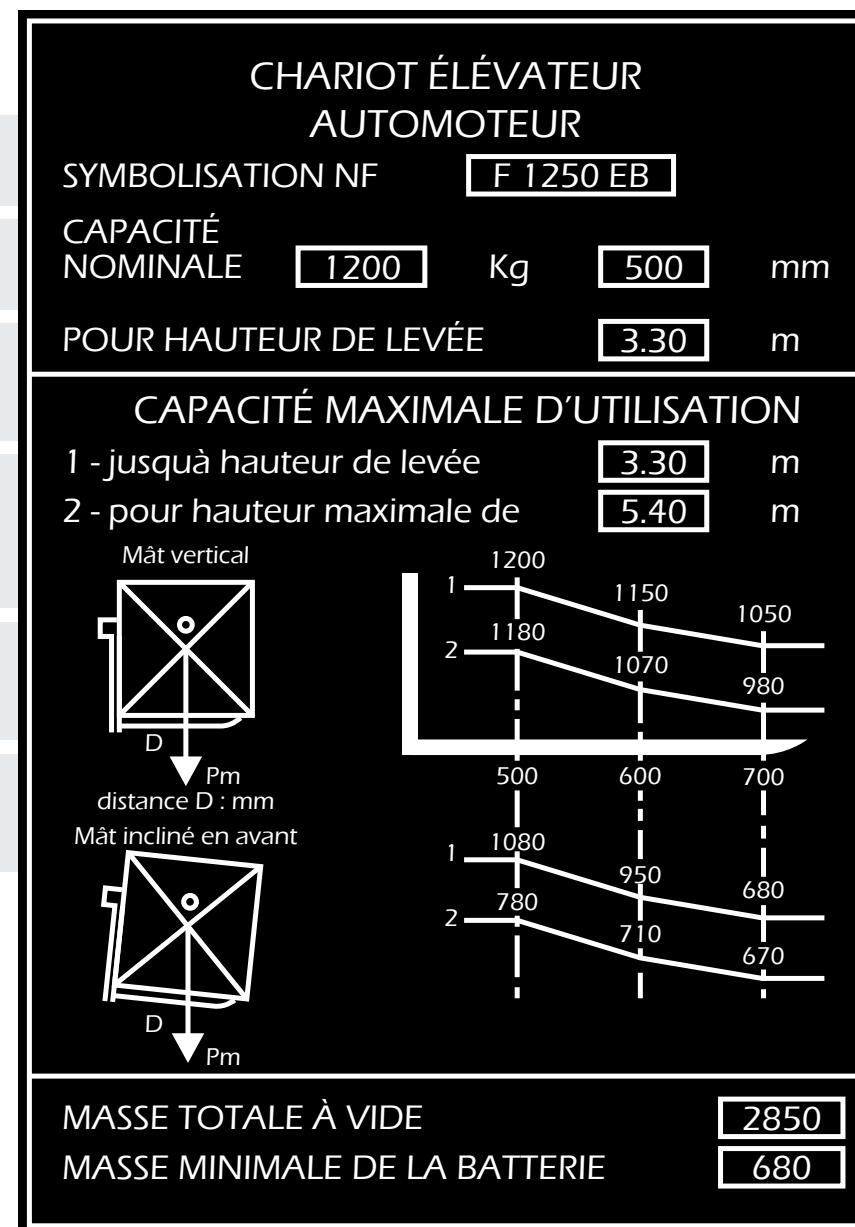 CHARIOT ÉLÉVATEUR
AUTOMOTEUR
SYMBOLISATION NF F 1250 EB
CAPACITÉ
NOMINALE 1200 Kg 500 mm
POUR HAUTEUR DE LEVÉE 3.30 m
CAPACITÉ MAXIMALE D'UTILISATION
1 - jusquà hauteur de levée 3.30 m
2 - pour hauteur maximale de 5.40 m
Mât vertical
D
Pm
distance D : mm
1200
1 1150
1050
2 1180
1070
980
500 600 700
Mât incliné en avant
D
Pm
1 1080
950
680
2 780
710
670
MASSE TOTALE À VIDE 2850
MASSE MINIMALE DE LA BATTERIE 680